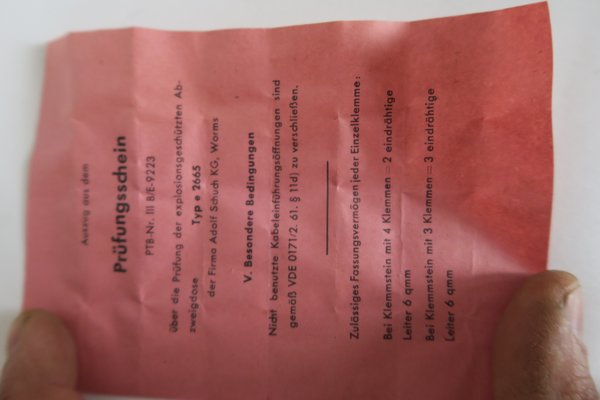 Auszug aus dem
Prüfungsschein
PTB-Nr. III B/E-9223
über die Prüfung der explosionsgeschützten Ab-
zweigdose Typ e 2665
der Firma Adolf Schuch KG, Worms
V. Besondere Bedingungen
Nicht benutzte Kabeleinführungsöffnungen sind
gemäß VDE 0171/2. 61. § 11d) zu verschließen.
Zulässiges Fassungsvermögen jeder Einzelklemme:
Bei Klemmstein mit 4 Klemmen = 2 eindrähtige
Leiter 6 qmm
Bei Klemmstein mit 3 Klemmen = 3 eindrähtige
Leiter 6 qmm